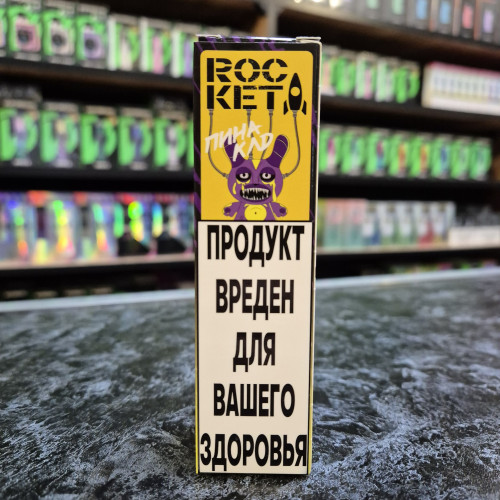 ROC
KET
ПИНА
КЛД
ПРОДУКТ
ВРЕДЕН
ДЛЯ
ВАШЕГО
ЗДОРОВЬЯ